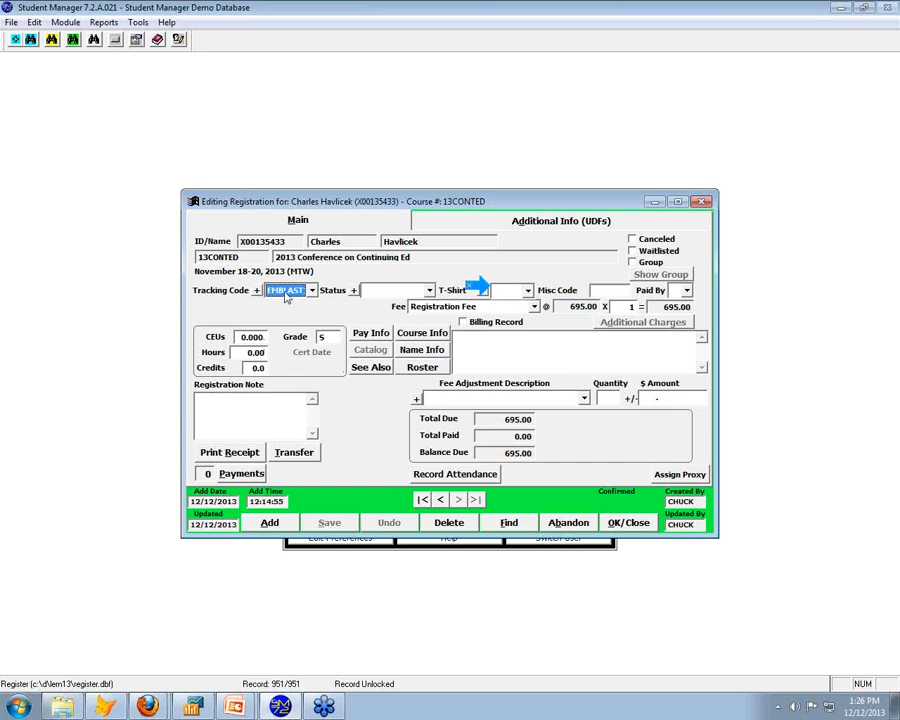 Student Manager 7.2.A.021 - Student Manager Demo Database
File Edit Module Reports Tools Help
Editing Registration for: Charles Havlicek (X00135433) - Course #: 13CONTED
Main Additional Info (UDFs)
ID/Name X00135433 Charles Havlicek Canceled
13CONTED 2013 Conference on Continuing Ed Waitlisted
Group
November 18-20, 2013 (MTW) Show Group
Tracking Code + EMBLAST Status + T-Shirt Misc Code Paid By
Fee Registration Fee @ 695.00 X 1 = 695.00
Billing Record Additional Charges
CEUs 0.000 Grade S Pay Info Course Info
Hours 0.00 Cert Date Catalog Name Info
Credits 0.0 See Also Roster
Registration Note Fee Adjustment Description Quantity $ Amount
+ +/- .
Total Due 695.00
Total Paid 0.00
Print Receipt Transfer Balance Due 695.00
0 Payments Record Attendance Assign Proxy
Add Date Add Time Confirmed Created By
12/12/2013 12:14:55 |< < > >| CHUCK
Updated Updated By
12/12/2013 Add Save Undo Delete Find Abandon OK/Close CHUCK
Edit Preferences Help Switch User
Register (c:\d\lern13\register.dbf) Record: 951/951 Record Unlocked NUM
1:26 PM
12/12/2013